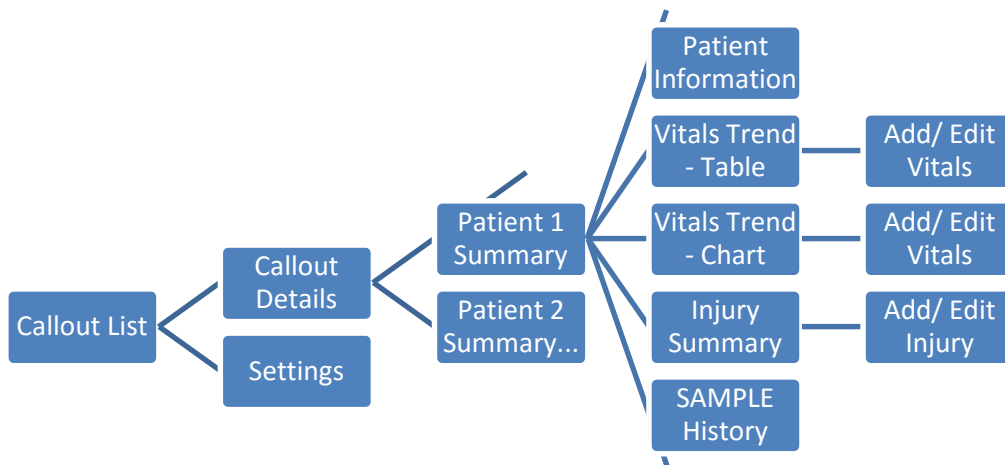 Callout List
Callout
Details
Settings
Patient 1
Summary
Patient 2
Summary...
Patient
Information
Vitals Trend
- Table
Add/ Edit
Vitals
Vitals Trend
- Chart
Add/ Edit
Vitals
Injury
Summary
Add/ Edit
Injury
SAMPLE
History